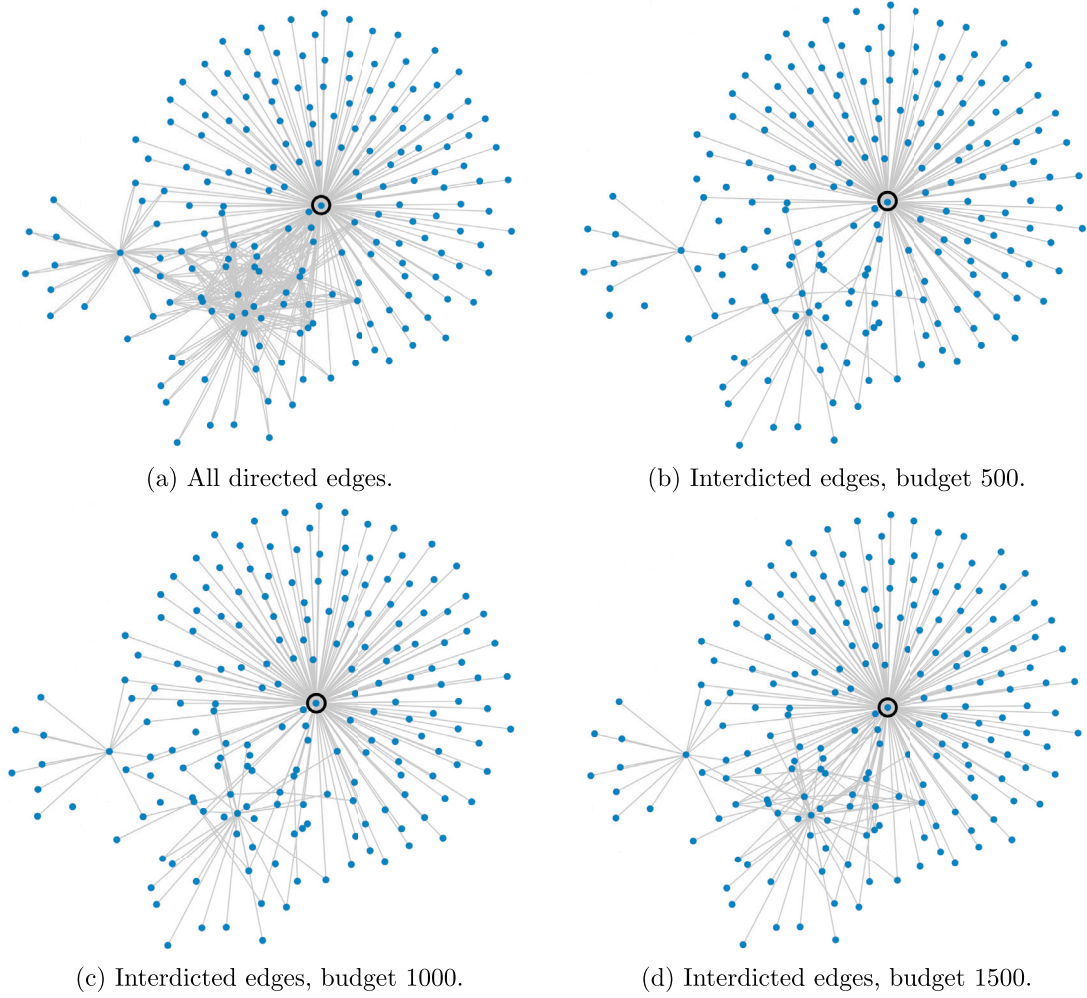 (a) All directed edges.
(b) Interdicted edges, budget 500.
(c) Interdicted edges, budget 1000.
(d) Interdicted edges, budget 1500.